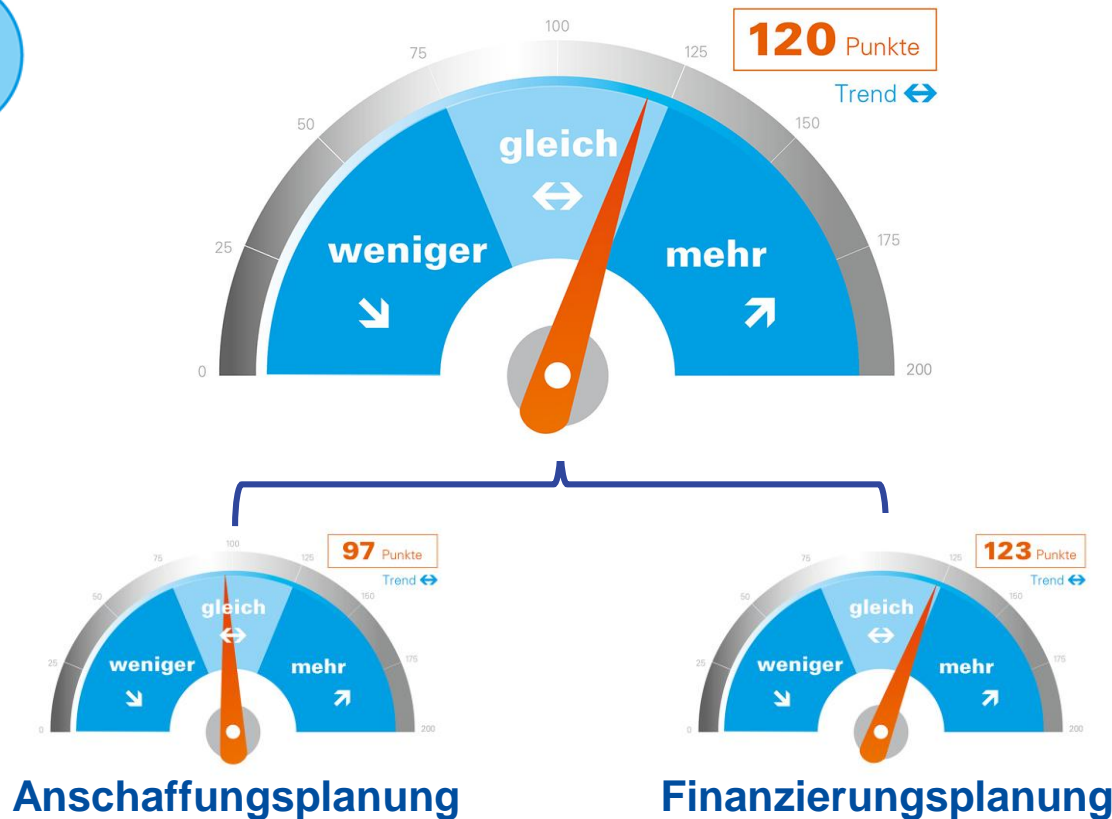 100
75
125
120 Punkte
Trend
50
150
gleich
25
175
weniger
mehr
0
200
100
75
125
97 Punkte
Trend
50
150
gleich
25
175
weniger
mehr
0
200
75
125
123 Punkte
Trend
50
150
gleich
25
175
weniger
mehr
0
200
Anschaffungsplanung
Finanzierungsplanung